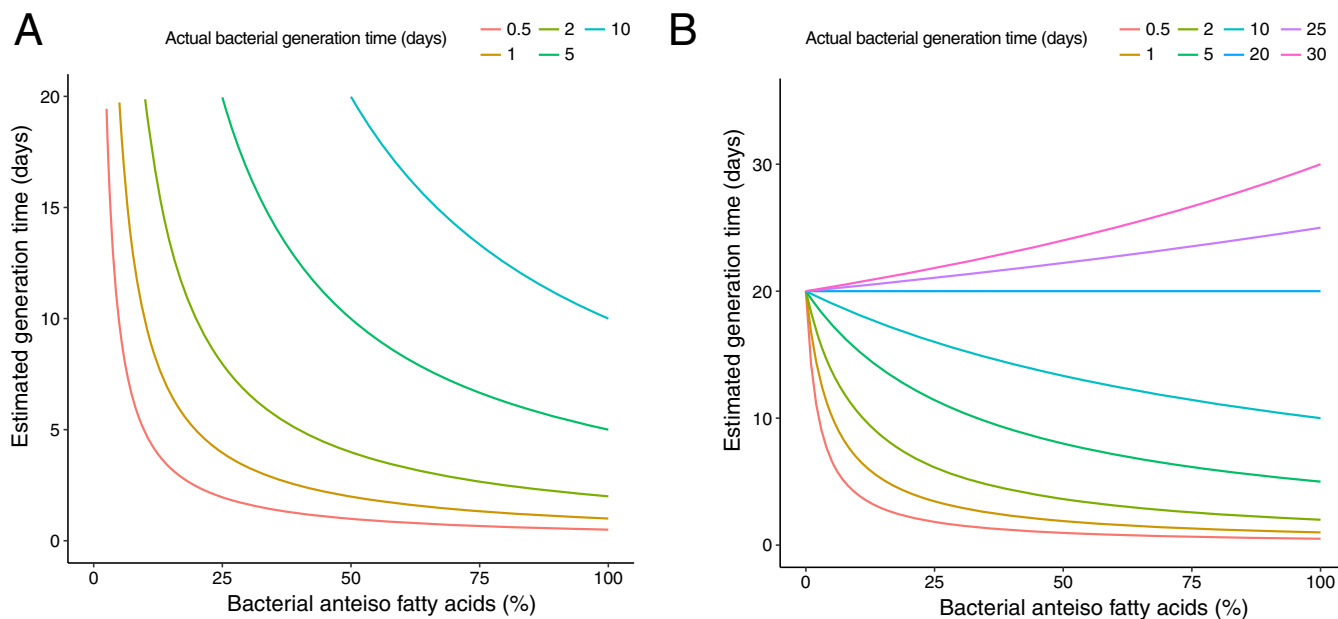 A
Actual bacterial generation time (days)
0.5 2 10
1 5
Estimated generation time (days)
20
15
10
5
0
0 25 50 75 100
Bacterial anteiso fatty acids (%)
B
Actual bacterial generation time (days)
0.5 2 10 25
1 5 20 30
Estimated generation time (days)
30
20
10
0
0 25 50 75 100
Bacterial anteiso fatty acids (%)